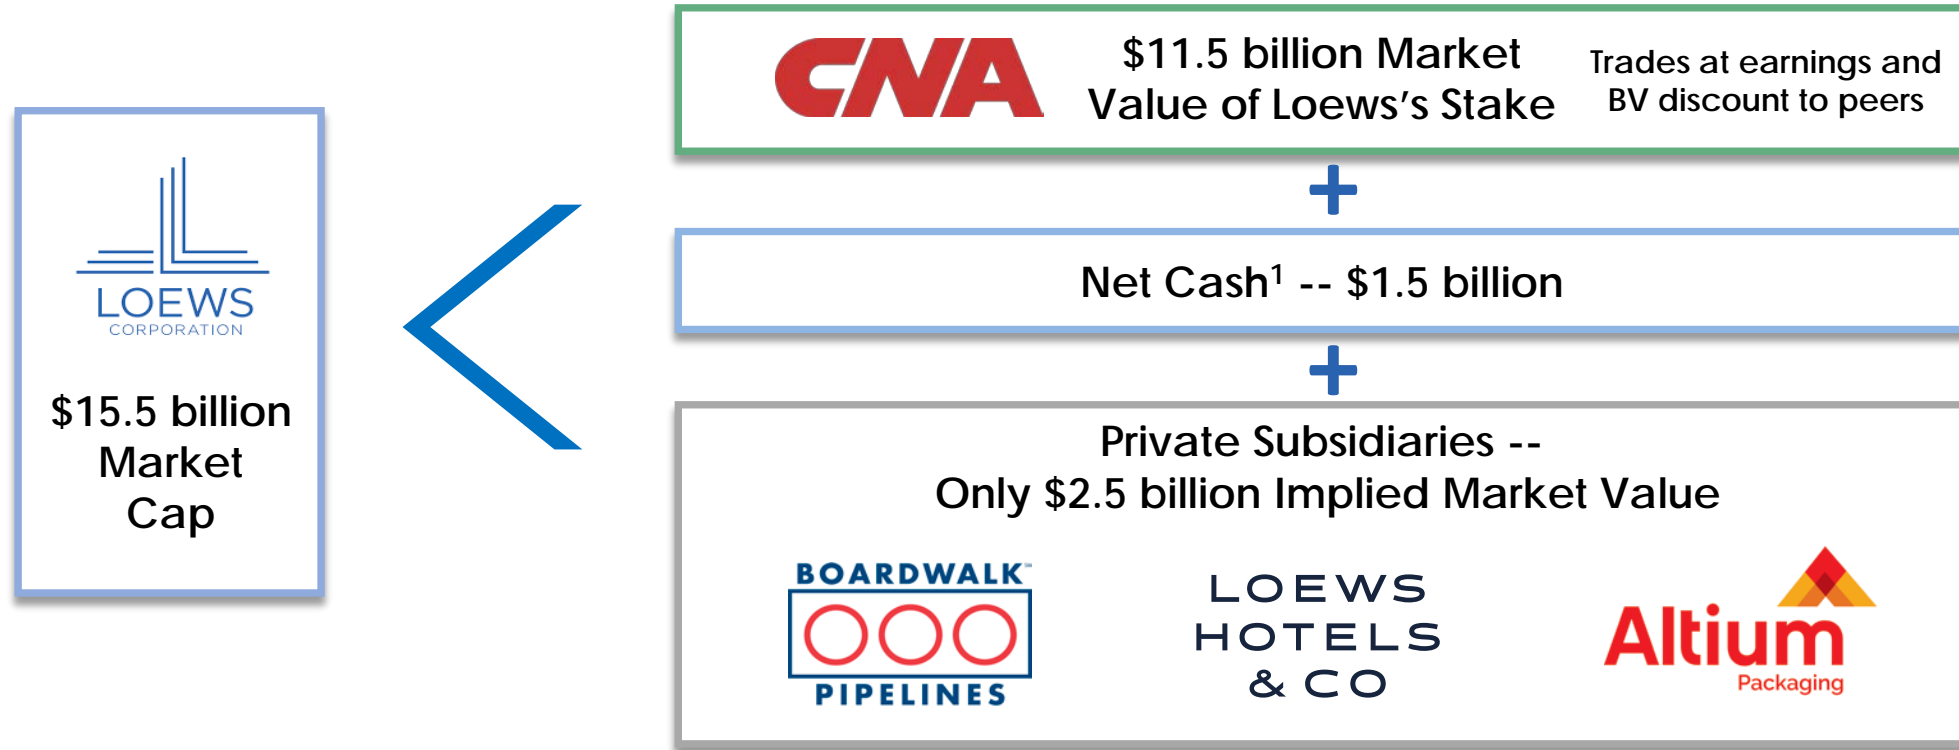 LOEWS
CORPORATION
$15.5 billion
Market
Cap
CNA
$11.5 billion Market
Value of Loews's Stake
Trades at earnings and
BV discount to peers
+
Net Cash¹ -- $1.5 billion
+
Private Subsidiaries --
Only $2.5 billion Implied Market Value
BOARDWALK™
PIPELINES
LOEWS
HOTELS
& CO
Altium
Packaging